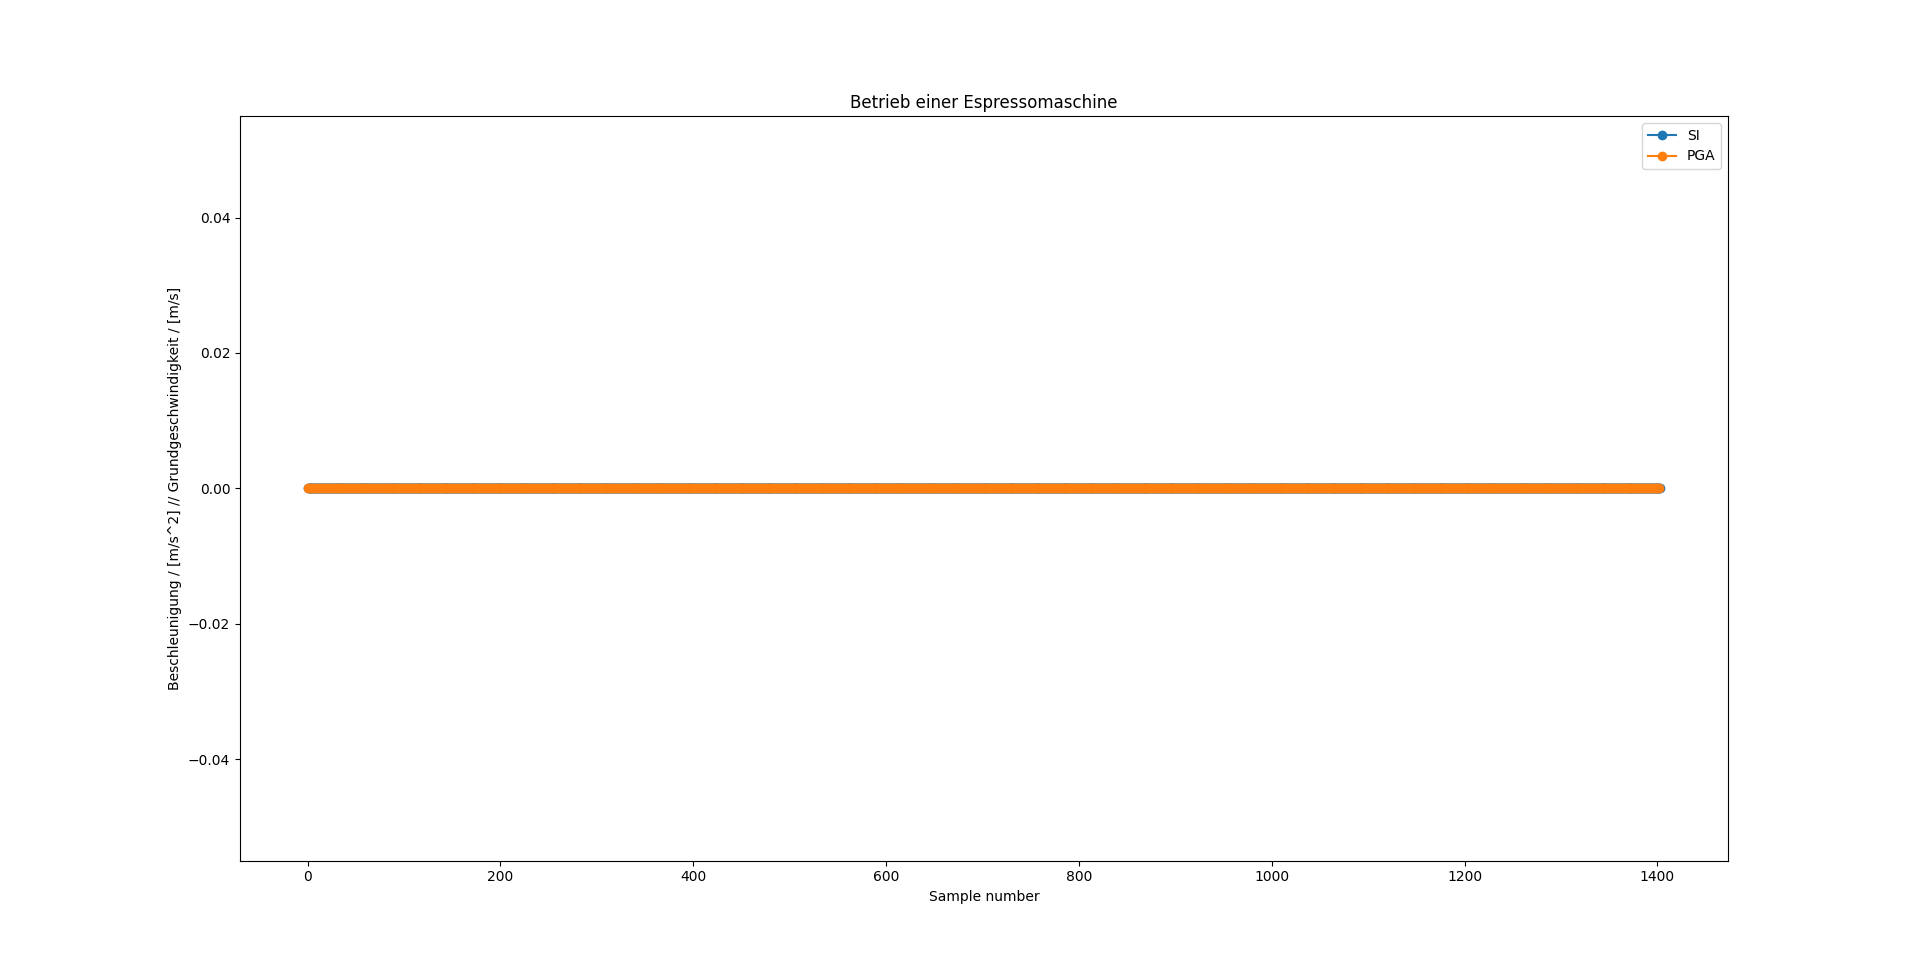 Betrieb einer Espressomaschine
SI
PGA
Beschleunigung / [m/s^2] // Grundgeschwindigkeit / [m/s]
0.04
0.02
0.00
−0.02
−0.04
0 200 400 600 800 1000 1200 1400
Sample number